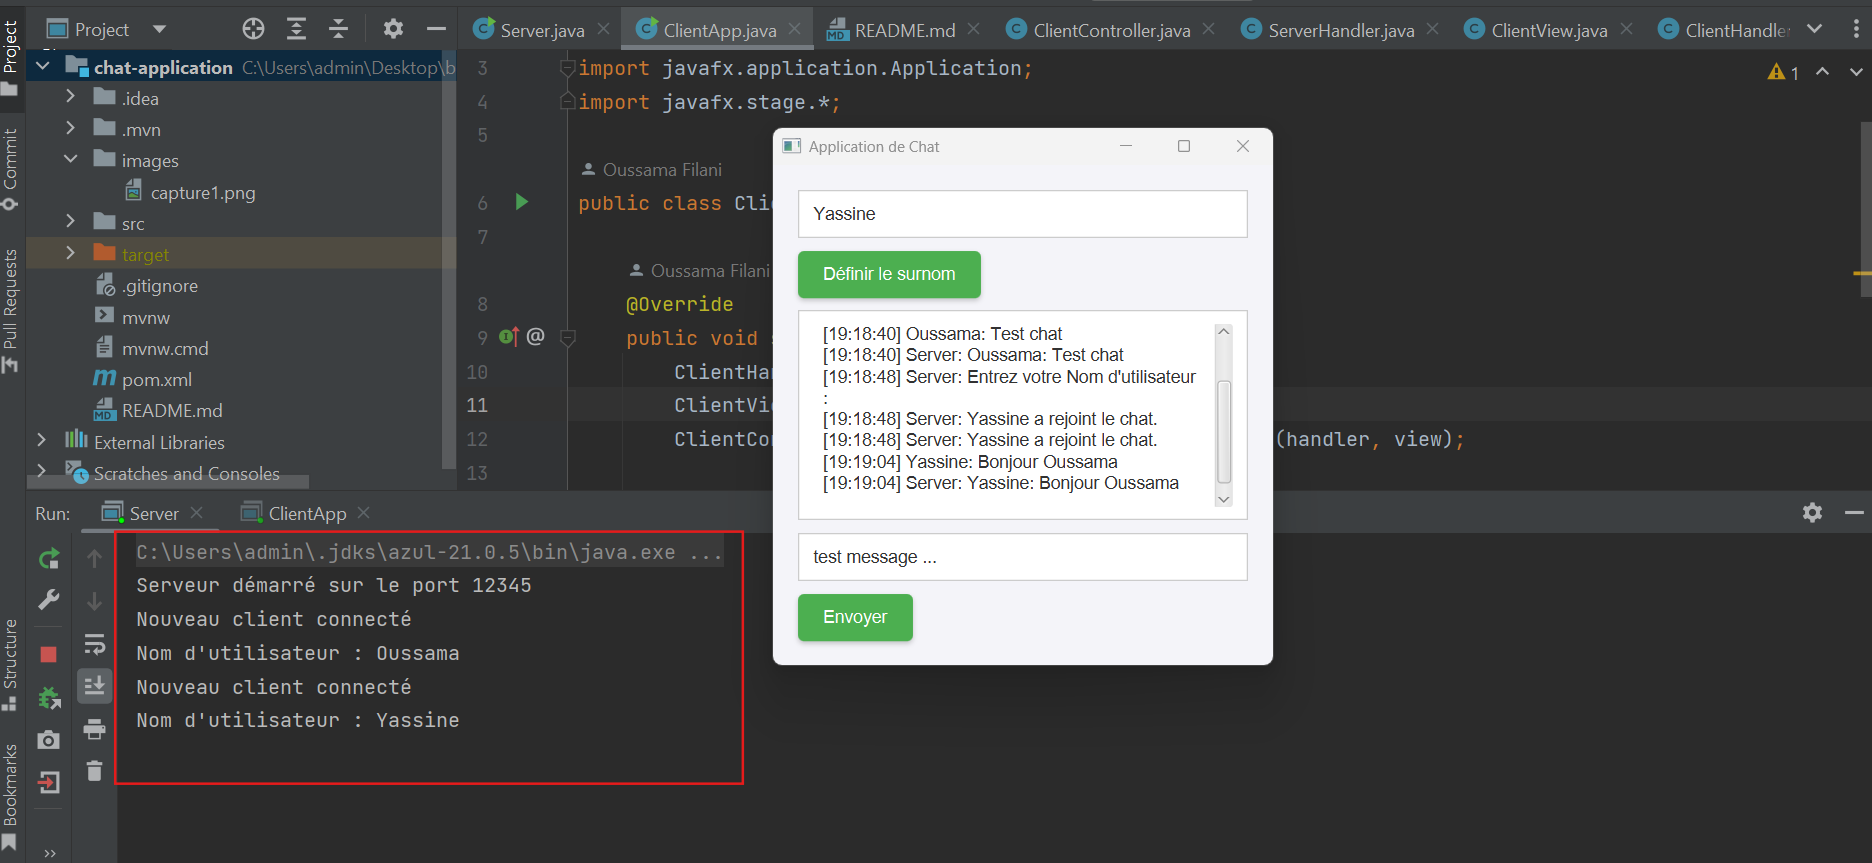 Project
Server.java
ClientApp.java
README.md
ClientController.java
ServerHandler.java
ClientView.java
ClientHandler
Project
Commit
Pull Requests
Structure
Bookmarks
chat-application C:\Users\admin\Desktop\b
.idea
.mvn
images
capture1.png
src
target
.gitignore
mvnw
mvnw.cmd
pom.xml
README.md
External Libraries
Scratches and Consoles
3 import javafx.application.Application;
4 import javafx.stage.*;
5
Oussama Filani
6 public class Clie
7
Oussama Filani
8 @Override
9 public void s
10 ClientHa
11 ClientVi
12 ClientCo (handler, view);
13
1
Application de Chat
Yassine
Définir le surnom
[19:18:40] Oussama: Test chat
[19:18:40] Server: Oussama: Test chat
[19:18:48] Server: Entrez votre Nom d'utilisateur
:
[19:18:48] Server: Yassine a rejoint le chat.
[19:18:48] Server: Yassine a rejoint le chat.
[19:19:04] Yassine: Bonjour Oussama
[19:19:04] Server: Yassine: Bonjour Oussama
test message ...
Envoyer
Run: Server ClientApp
C:\Users\admin\.jdks\azul-21.0.5\bin\java.exe ...
Serveur démarré sur le port 12345
Nouveau client connecté
Nom d'utilisateur : Oussama
Nouveau client connecté
Nom d'utilisateur : Yassine